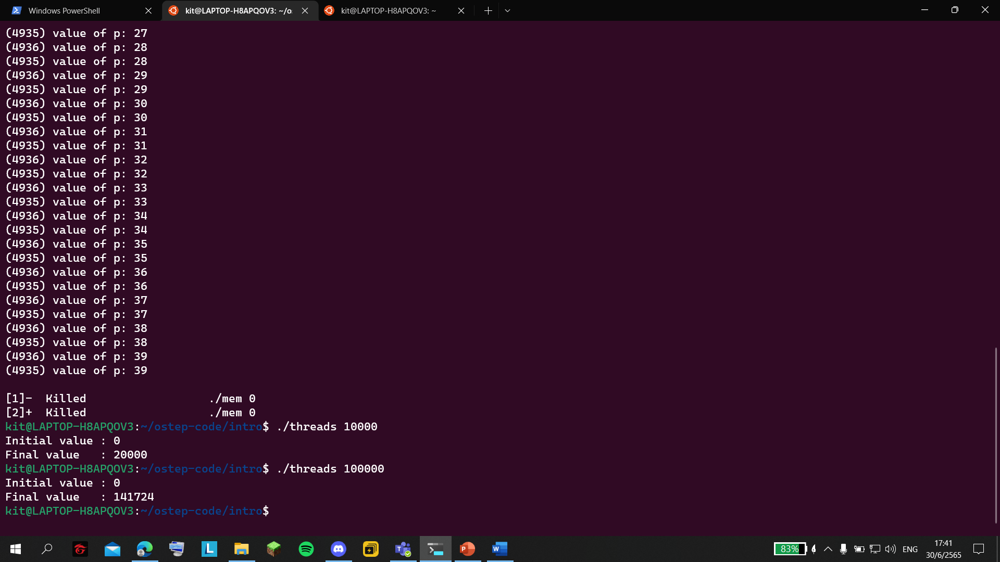 Windows PowerShell
kit@LAPTOP-H8APQOV3: ~/o
kit@LAPTOP-H8APQOV3: ~
(4935) value of p: 27
(4936) value of p: 28
(4935) value of p: 28
(4936) value of p: 29
(4935) value of p: 29
(4936) value of p: 30
(4935) value of p: 30
(4936) value of p: 31
(4935) value of p: 31
(4936) value of p: 32
(4935) value of p: 32
(4936) value of p: 33
(4935) value of p: 33
(4936) value of p: 34
(4935) value of p: 34
(4936) value of p: 35
(4935) value of p: 35
(4936) value of p: 36
(4935) value of p: 36
(4936) value of p: 37
(4935) value of p: 37
(4936) value of p: 38
(4935) value of p: 38
(4936) value of p: 39
(4935) value of p: 39
[1]-  Killed                  ./mem 0
[2]+  Killed                  ./mem 0
kit@LAPTOP-H8APQOV3:~/ostep-code/intro$ ./threads 10000
Initial value : 0
Final value   : 20000
kit@LAPTOP-H8APQOV3:~/ostep-code/intro$ ./threads 100000
Initial value : 0
Final value   : 141724
kit@LAPTOP-H8APQOV3:~/ostep-code/intro$
83% ENG 17:41
30/6/2565